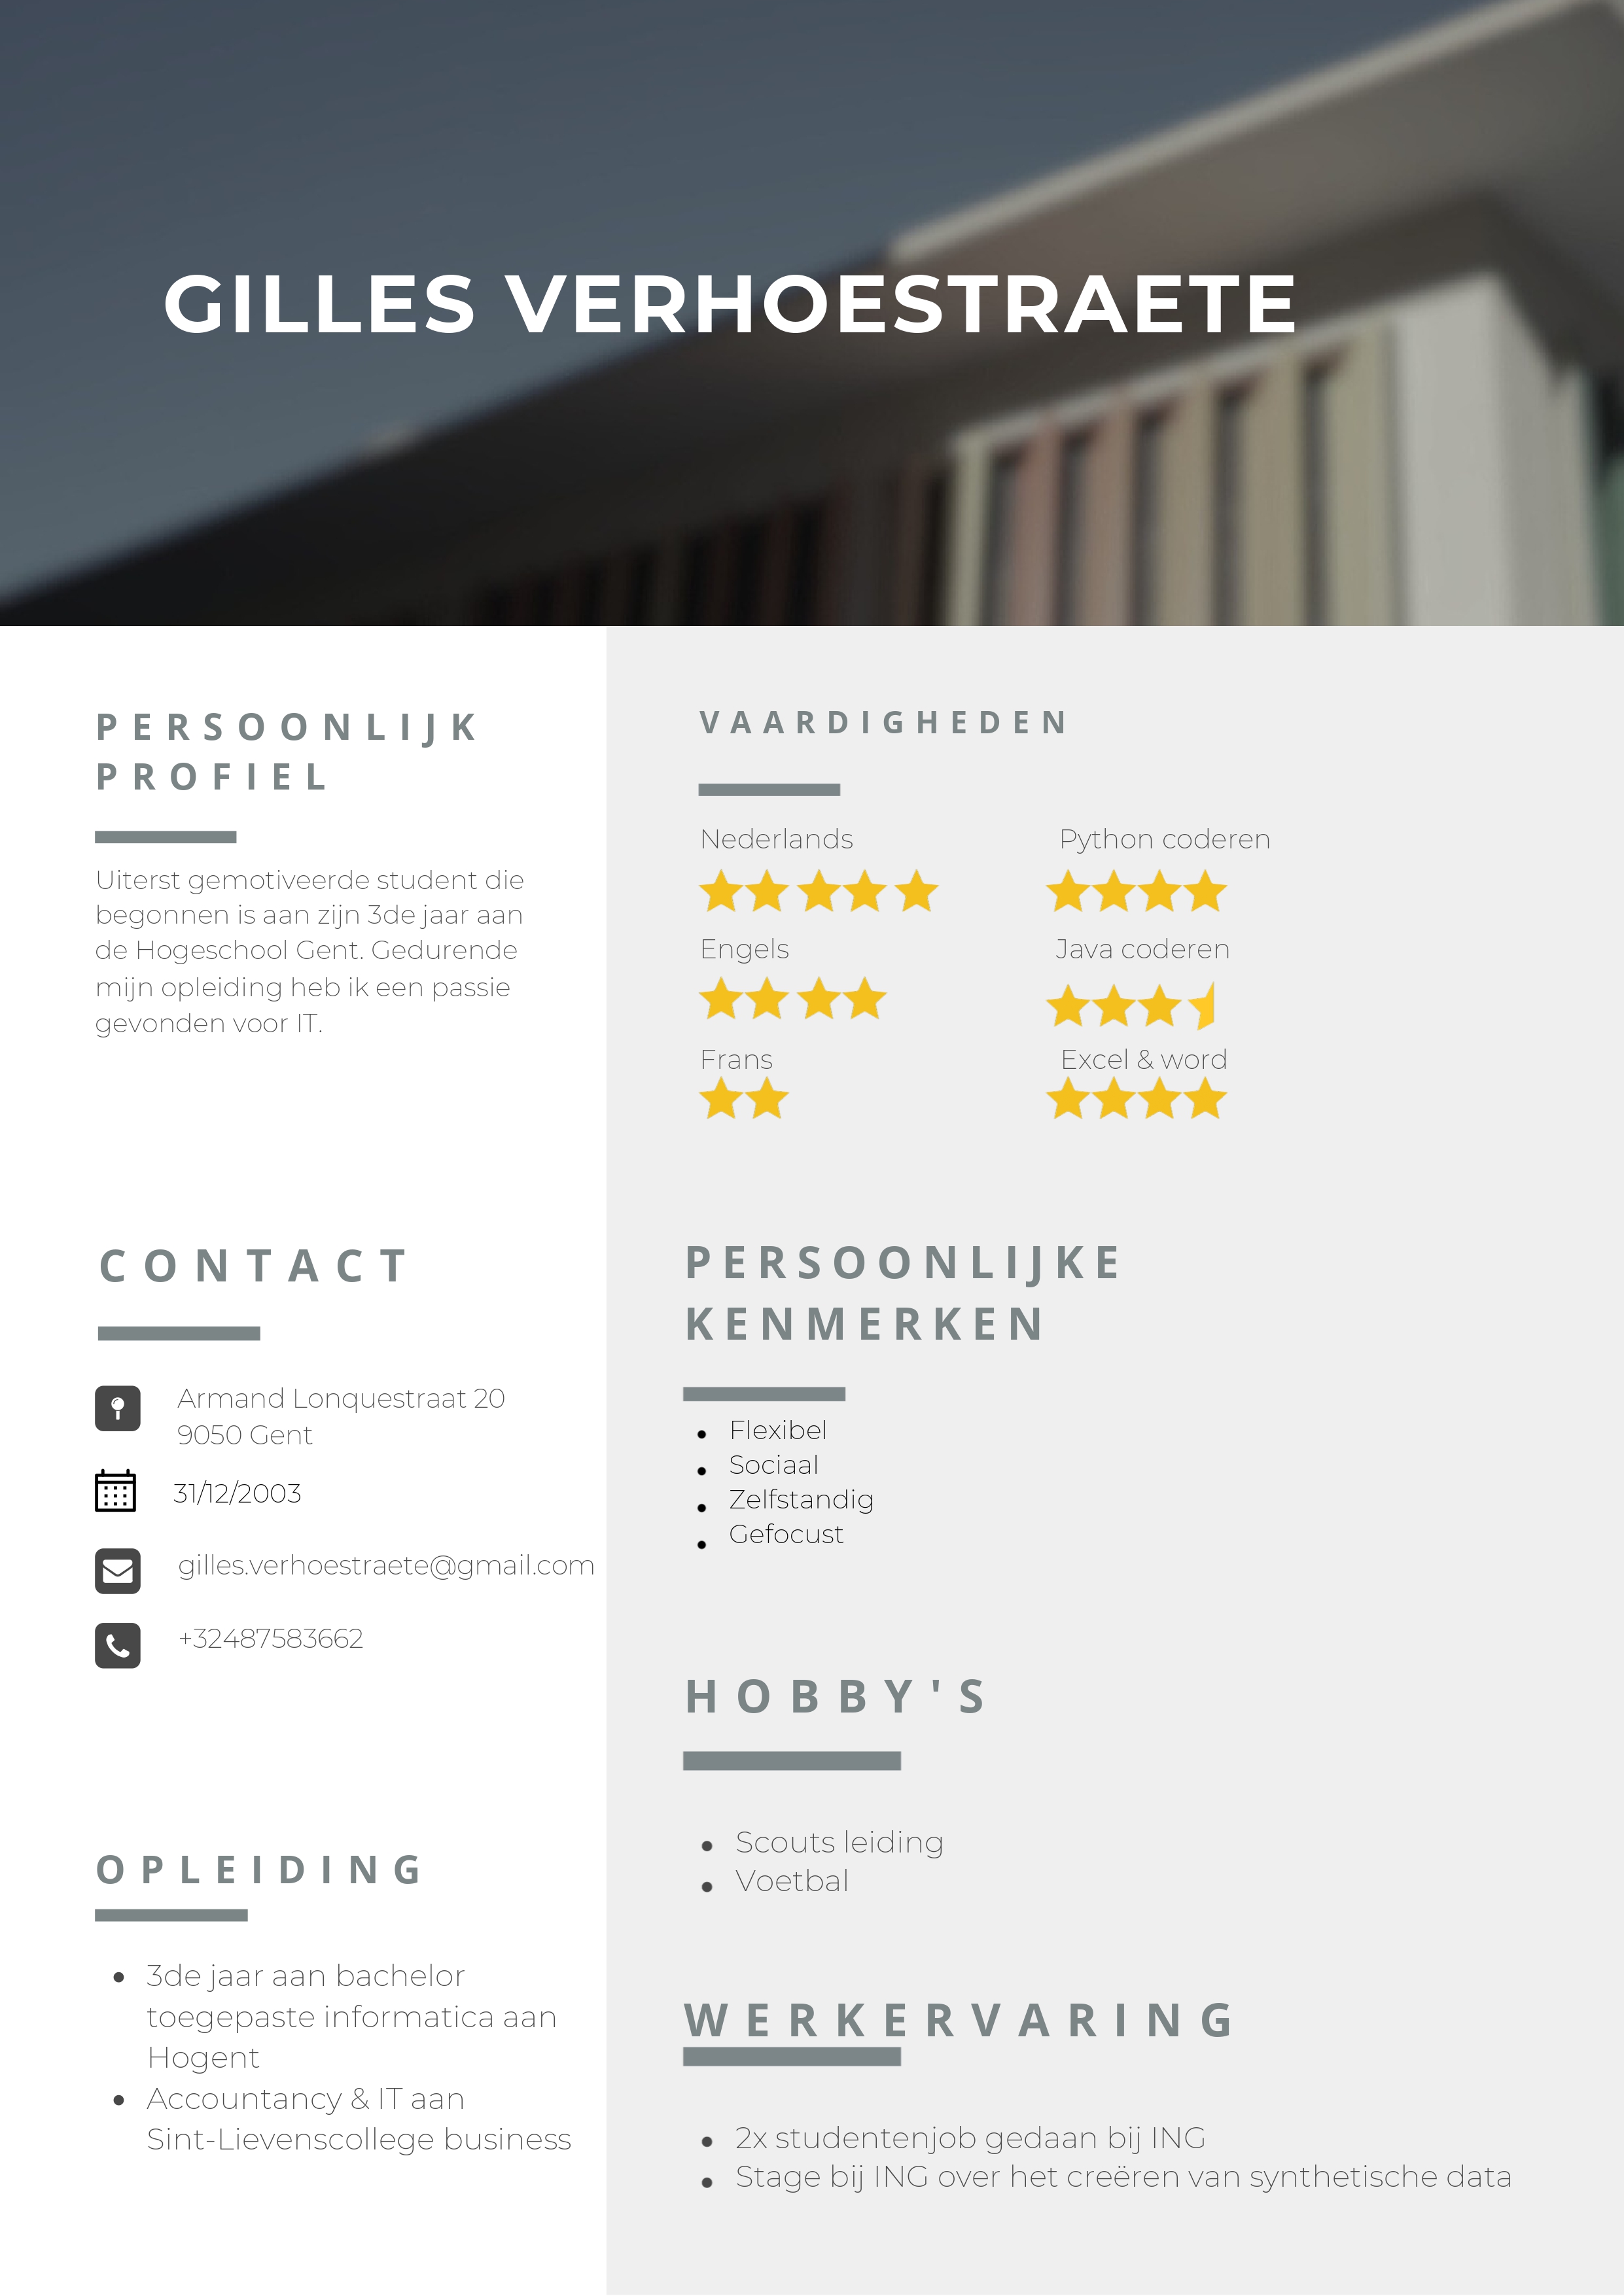 GILLES VERHOESTRAETE
PERSOONLIJK
PROFIEL
Uiterst gemotiveerde student die
begonnen is aan zijn 3de jaar aan
de Hogeschool Gent. Gedurende
mijn opleiding heb ik een passie
gevonden voor IT.
CONTACT
Armand Lonquestraat 20
9050 Gent
31/12/2003
gilles.verhoestraete@gmail.com
+32487583662
OPLEIDING
3de jaar aan bachelor
toegepaste informatica aan
Hogent
Accountancy & IT aan
Sint-Lievenscollege business
VAARDIGHEDEN
Nederlands
Python coderen
Engels
Java coderen
Frans
Excel & word
PERSOONLIJKE
KENMERKEN
Flexibel
Sociaal
Zelfstandig
Gefocust
HOBBY'S
Scouts leiding
Voetbal
WERKERVARING
2x studentenjob gedaan bij ING
Stage bij ING over het creëren van synthetische data